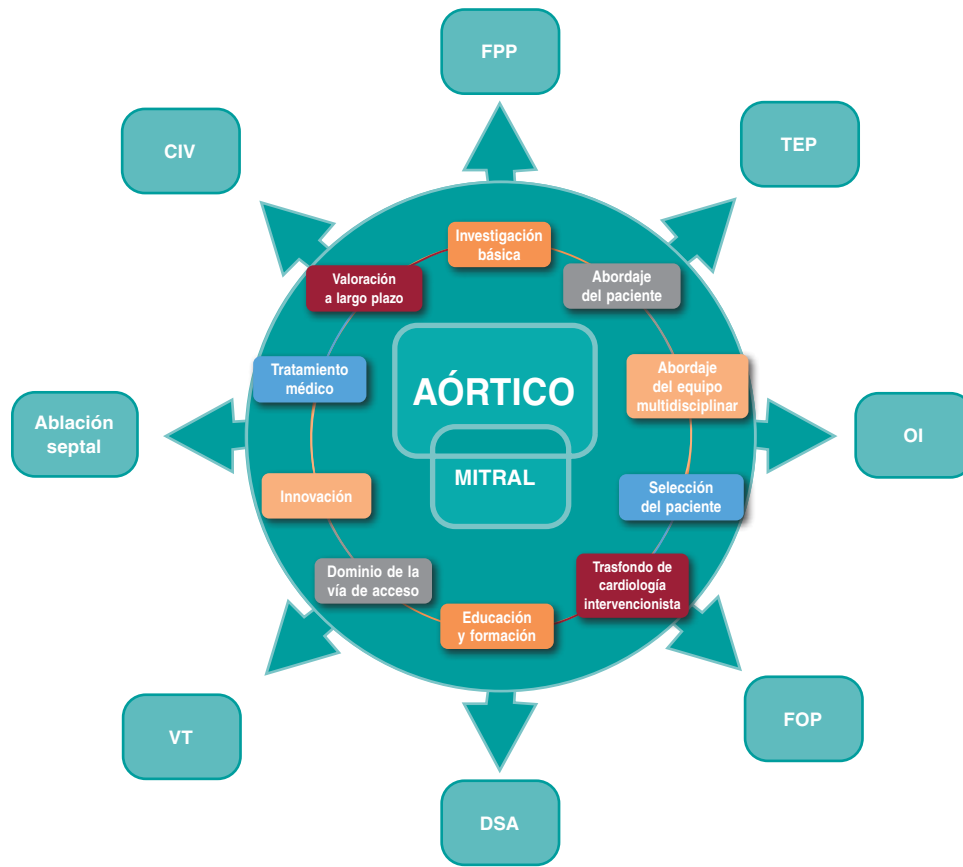 FPP
CIV
TEP
Investigación
básica
Valoración
a largo plazo
Abordaje
del paciente
Tratamiento
médico
AÓRTICO
Abordaje
del equipo
multidisciplinar
Ablación
septal
OI
MITRAL
Innovación
Selección
del paciente
Dominio de la
vía de acceso
Trasfondo de
cardiología
intervencionista
Educación
y formación
VT
FOP
DSA